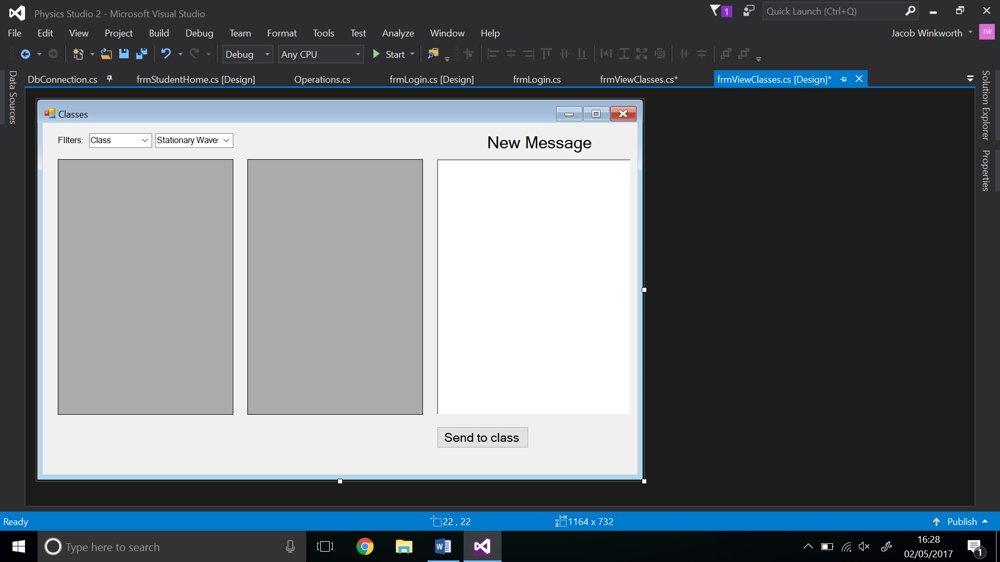 Physics Studio 2 - Microsoft Visual Studio
1
Quick Launch (Ctrl+Q)
File Edit View Project Build Debug Team Format Tools Test Analyze Window Help
Jacob Winkworth JW
Debug Any CPU Start
Data Sources
DbConnection.cs frmStudentHome.cs [Design] Operations.cs frmLogin.cs [Design] frmLogin.cs frmViewClasses.cs* frmViewClasses.cs [Design]*
Solution Explorer
Properties
Classes
FIlters: Class Stationary Waves
New Message
Send to class
Ready 22 , 22 1164 x 732 Publish
Type here to search
16:28
02/05/2017
1